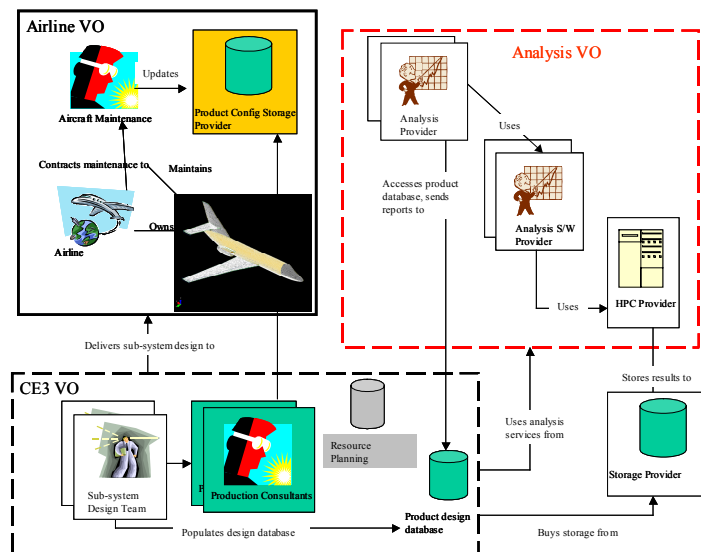 Airline VO
Updates
Aircraft Maintenance
Product Config Storage
Provider
Contracts maintenance to
Maintains
Owns
Airline
Analysis VO
Analysis
Provider
Uses
Accesses product
database, sends
reports to
Analysis S/W
Provider
Uses
HPC Provider
Delivers sub-system design to
Stores results to
CE3 VO
Resource
Planning
Uses analysis
services from
Storage Provider
P
Production Consultants
Sub-system
Design Team
Populates design database
Product design
database
Buys storage from